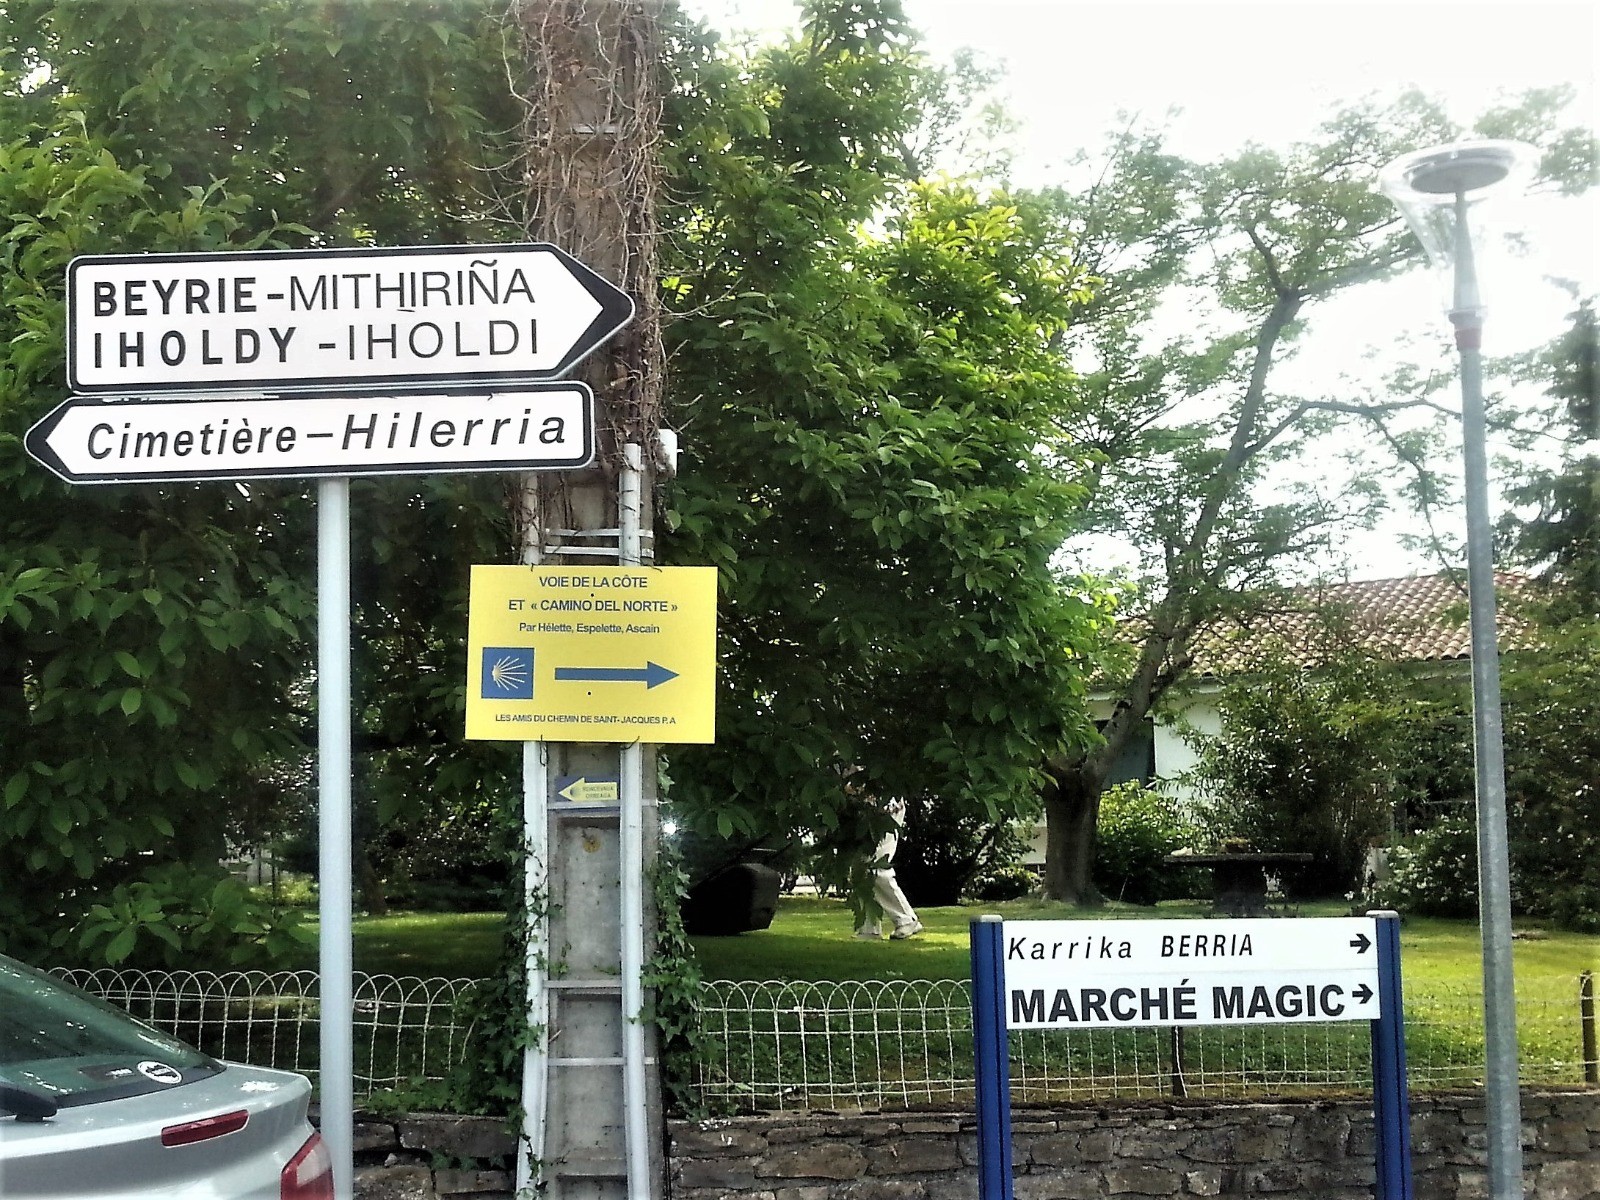 BEYRIE-MITHIRIÑA
IHOLDY-IHOLDI
Cimetière-Hilerria
VOIE DE LA CÔTE
ET « CAMINO DEL NORTE »
Par Hélette, Espelette, Ascain
LES AMIS DU CHEMIN DE SAINT-JACQUES P.A
Karrika BERRIA
MARCHÉ MAGIC